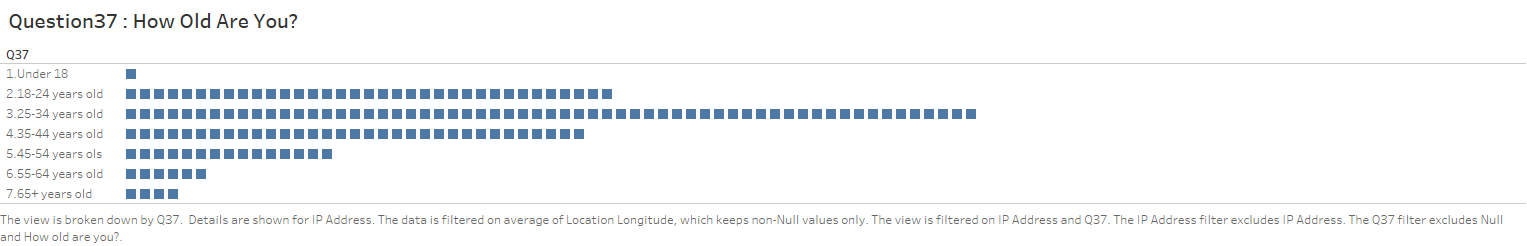 Question37 : How Old Are You?
Q37
1.Under 18
2.18-24 years old
3.25-34 years old
4.35-44 years old
5.45-54 years ols
6.55-64 years old
7.65+ years old
The view is broken down by Q37.  Details are shown for IP Address. The data is filtered on average of Location Longitude, which keeps non-Null values only. The view is filtered on IP Address and Q37. The IP Address filter excludes IP Address. The Q37 filter excludes Null
and How old are you?.